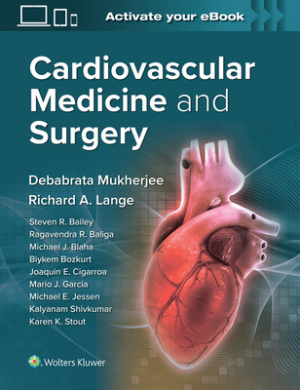 Activate your eBook
Cardiovascular
Medicine and
Surgery
Debabrata Mukherjee
Richard A. Lange
Steven R. Bailey
Ragavendra R. Baliga
Michael J. Blaha
Biykem Bozkurt
Joaquin E. Cigarroa
Mario J. Garcia
Michael E. Jessen
Kalyanam Shivkumar
Karen K. Stout
Wolters Kluwer